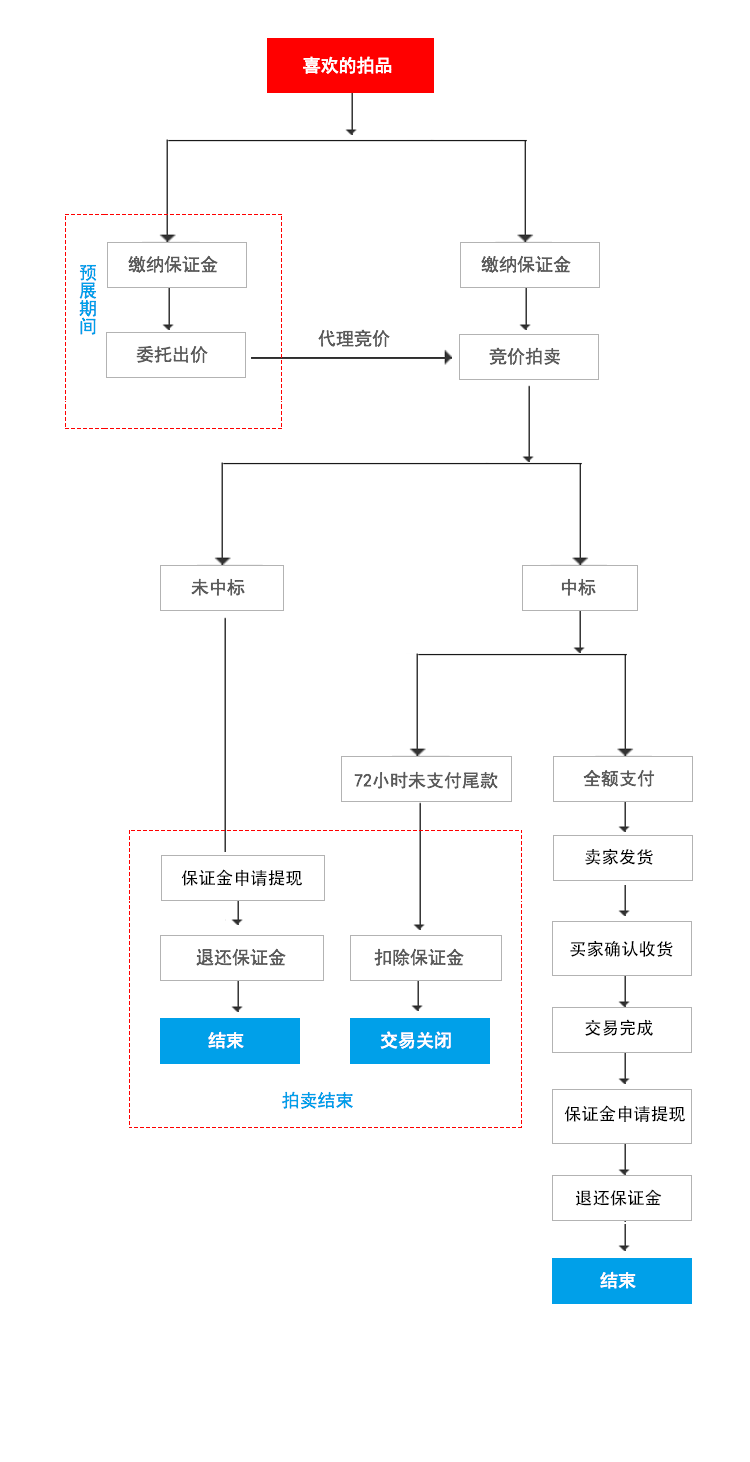 喜欢的拍品
预展期间
缴纳保证金
缴纳保证金
委托出价
代理竞价
竞价拍卖
未中标
中标
72小时未支付尾款
全额支付
卖家发货
保证金申请提现
买家确认收货
退还保证金
扣除保证金
交易完成
结束
交易关闭
拍卖结束
保证金申请提现
退还保证金
结束